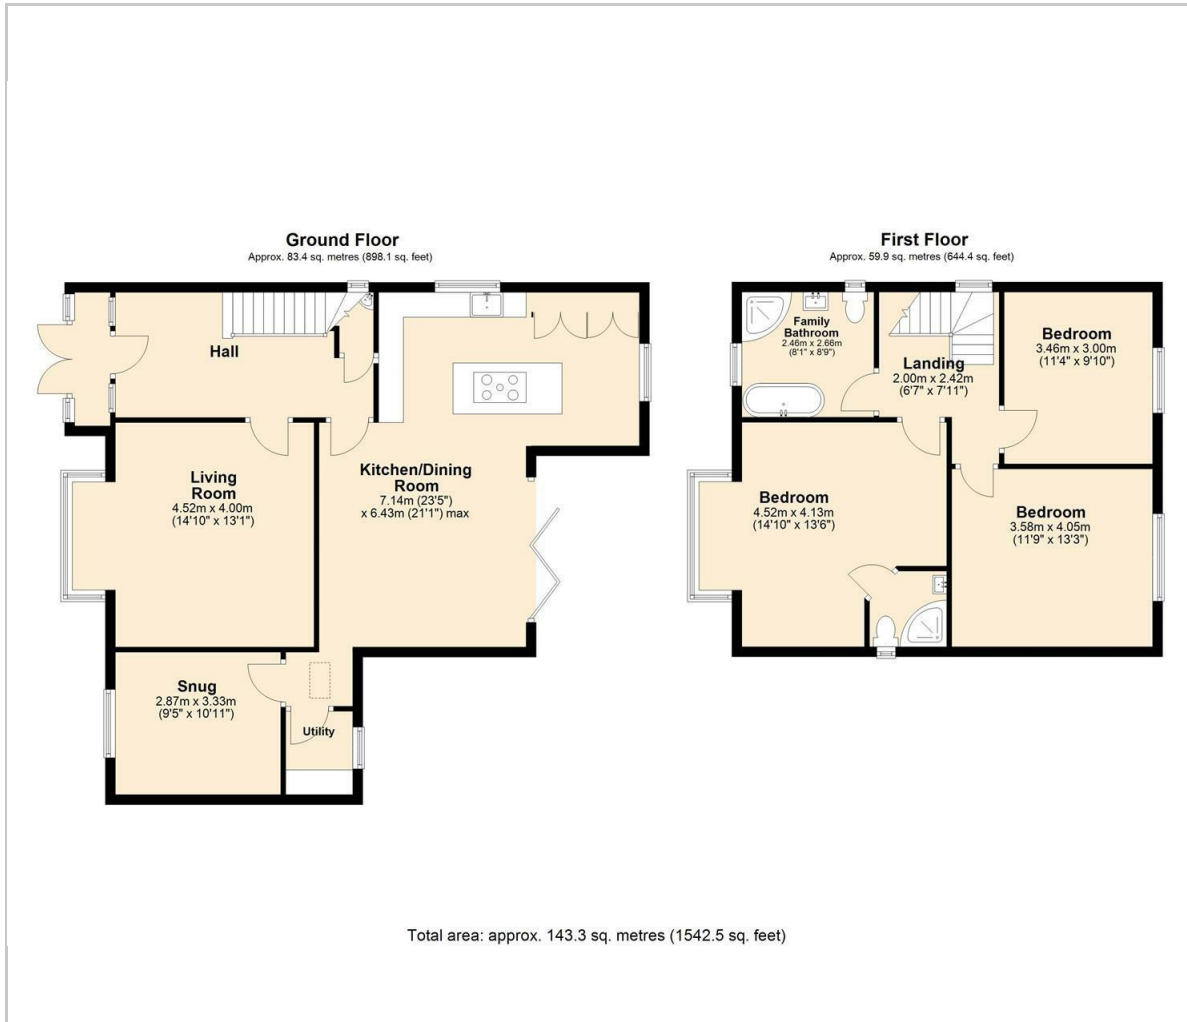 Ground Floor
Approx. 83.4 sq. metres (898.1 sq. feet)
Hall
Living
Room
4.52m x 4.00m
(14'10" x 13'1")
Kitchen/Dining
Room
7.14m (23'5")
x 6.43m (21'1") max
Snug
2.87m x 3.33m
(9'5" x 10'11")
Utility
First Floor
Approx. 59.9 sq. metres (644.4 sq. feet)
Family
Bathroom
2.46m x 2.66m
(8'1" x 8'9")
Landing
2.00m x 2.42m
(6'7" x 7'11")
Bedroom
3.46m x 3.00m
(11'4" x 9'10")
Bedroom
4.52m x 4.13m
(14'10" x 13'6")
Bedroom
3.58m x 4.05m
(11'9" x 13'3")
Total area: approx. 143.3 sq. metres (1542.5 sq. feet)